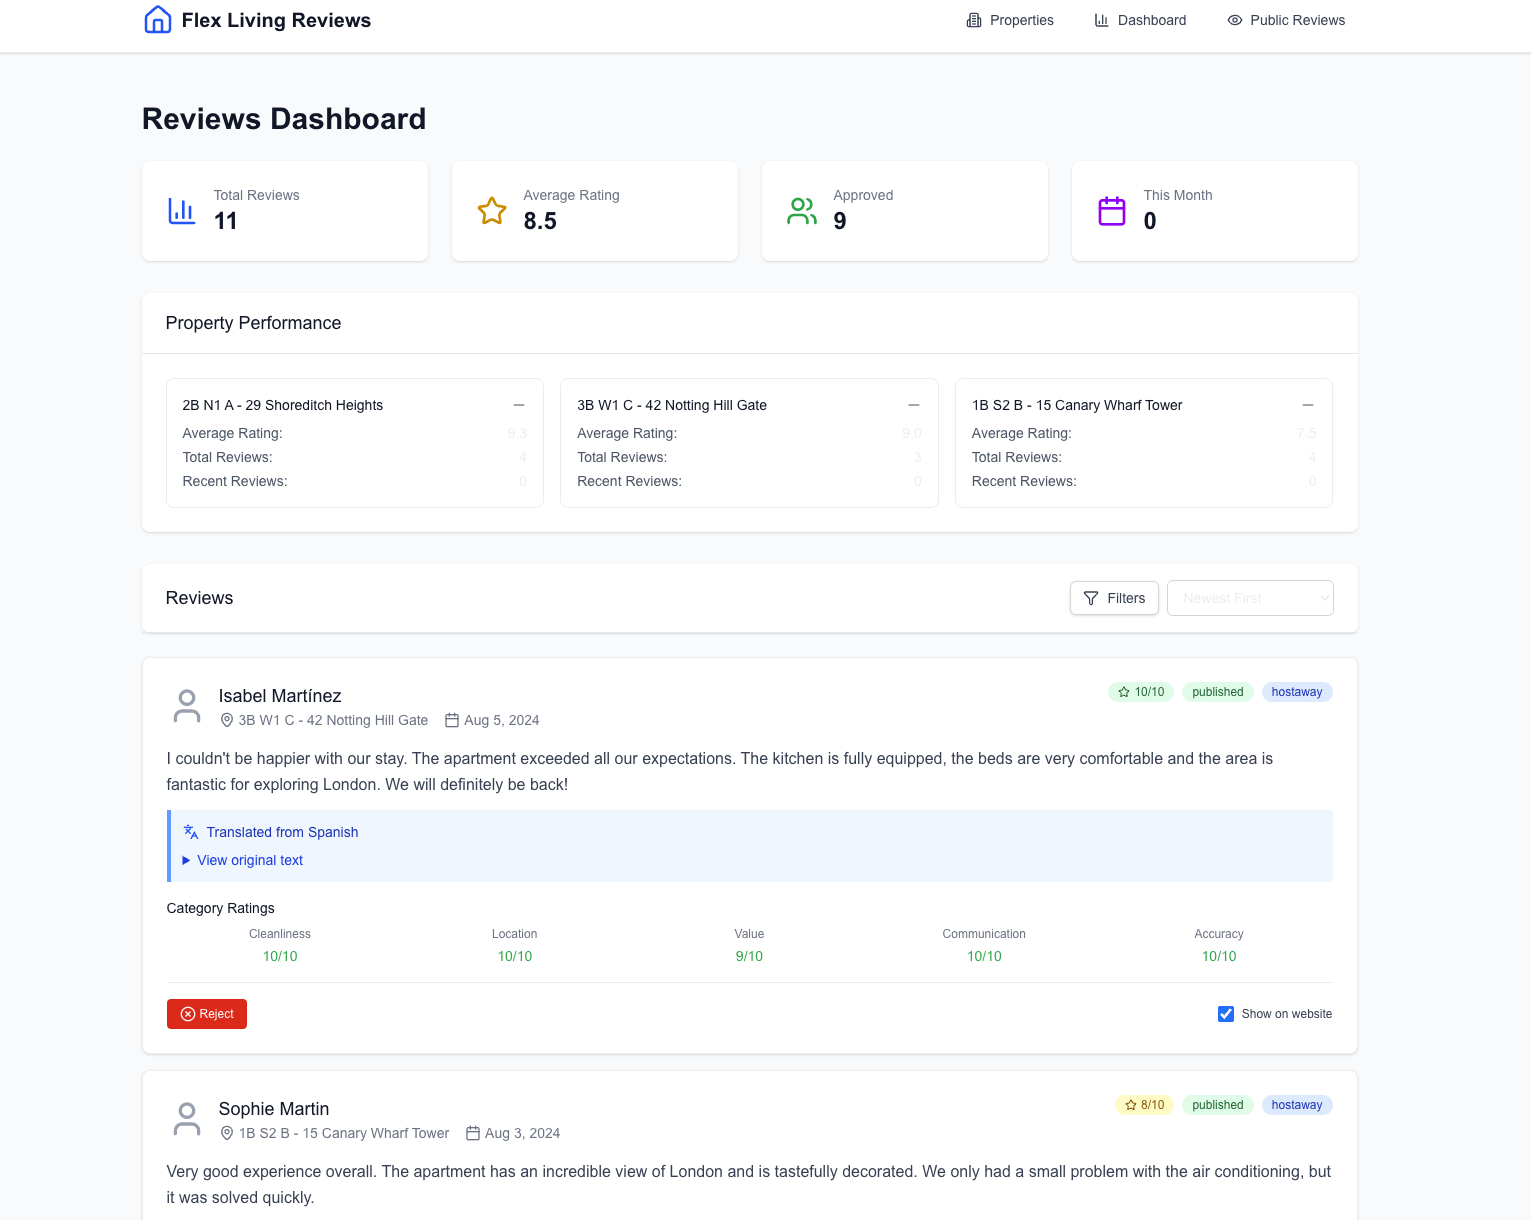 Flex Living Reviews
Properties
Dashboard
Public Reviews
Reviews Dashboard
Total Reviews
11
Average Rating
8.5
Approved
9
This Month
0
Property Performance
2B N1 A - 29 Shoreditch Heights
Average Rating: 9.3
Total Reviews: 4
Recent Reviews: 0
3B W1 C - 42 Notting Hill Gate
Average Rating: 9.0
Total Reviews: 3
Recent Reviews: 0
1B S2 B - 15 Canary Wharf Tower
Average Rating: 7.5
Total Reviews: 4
Recent Reviews: 0
Reviews
Filters
Newest First
Isabel Martínez
10/10
published
hostaway
3B W1 C - 42 Notting Hill Gate
Aug 5, 2024
I couldn't be happier with our stay. The apartment exceeded all our expectations. The kitchen is fully equipped, the beds are very comfortable and the area is
fantastic for exploring London. We will definitely be back!
Translated from Spanish
View original text
Category Ratings
Cleanliness
10/10
Location
10/10
Value
9/10
Communication
10/10
Accuracy
10/10
Reject
Show on website
Sophie Martin
8/10
published
hostaway
1B S2 B - 15 Canary Wharf Tower
Aug 3, 2024
Very good experience overall. The apartment has an incredible view of London and is tastefully decorated. We only had a small problem with the air conditioning, but
it was solved quickly.